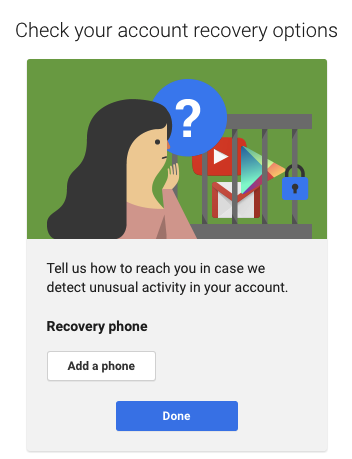 Check your account recovery options
?
Tell us how to reach you in case we
detect unusual activity in your account.
Recovery phone
Add a phone
Done